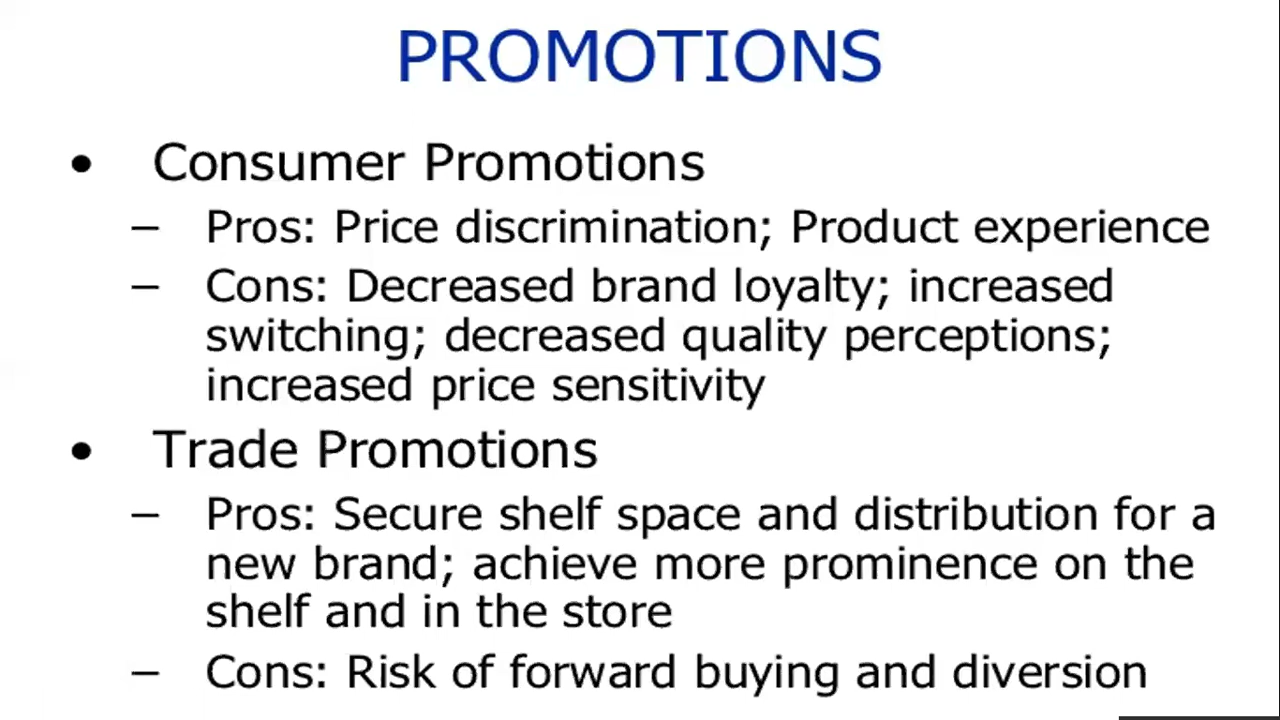 PROMOTIONS
• Consumer Promotions
– Pros: Price discrimination; Product experience
– Cons: Decreased brand loyalty; increased
switching; decreased quality perceptions;
increased price sensitivity
• Trade Promotions
– Pros: Secure shelf space and distribution for a
new brand; achieve more prominence on the
shelf and in the store
– Cons: Risk of forward buying and diversion